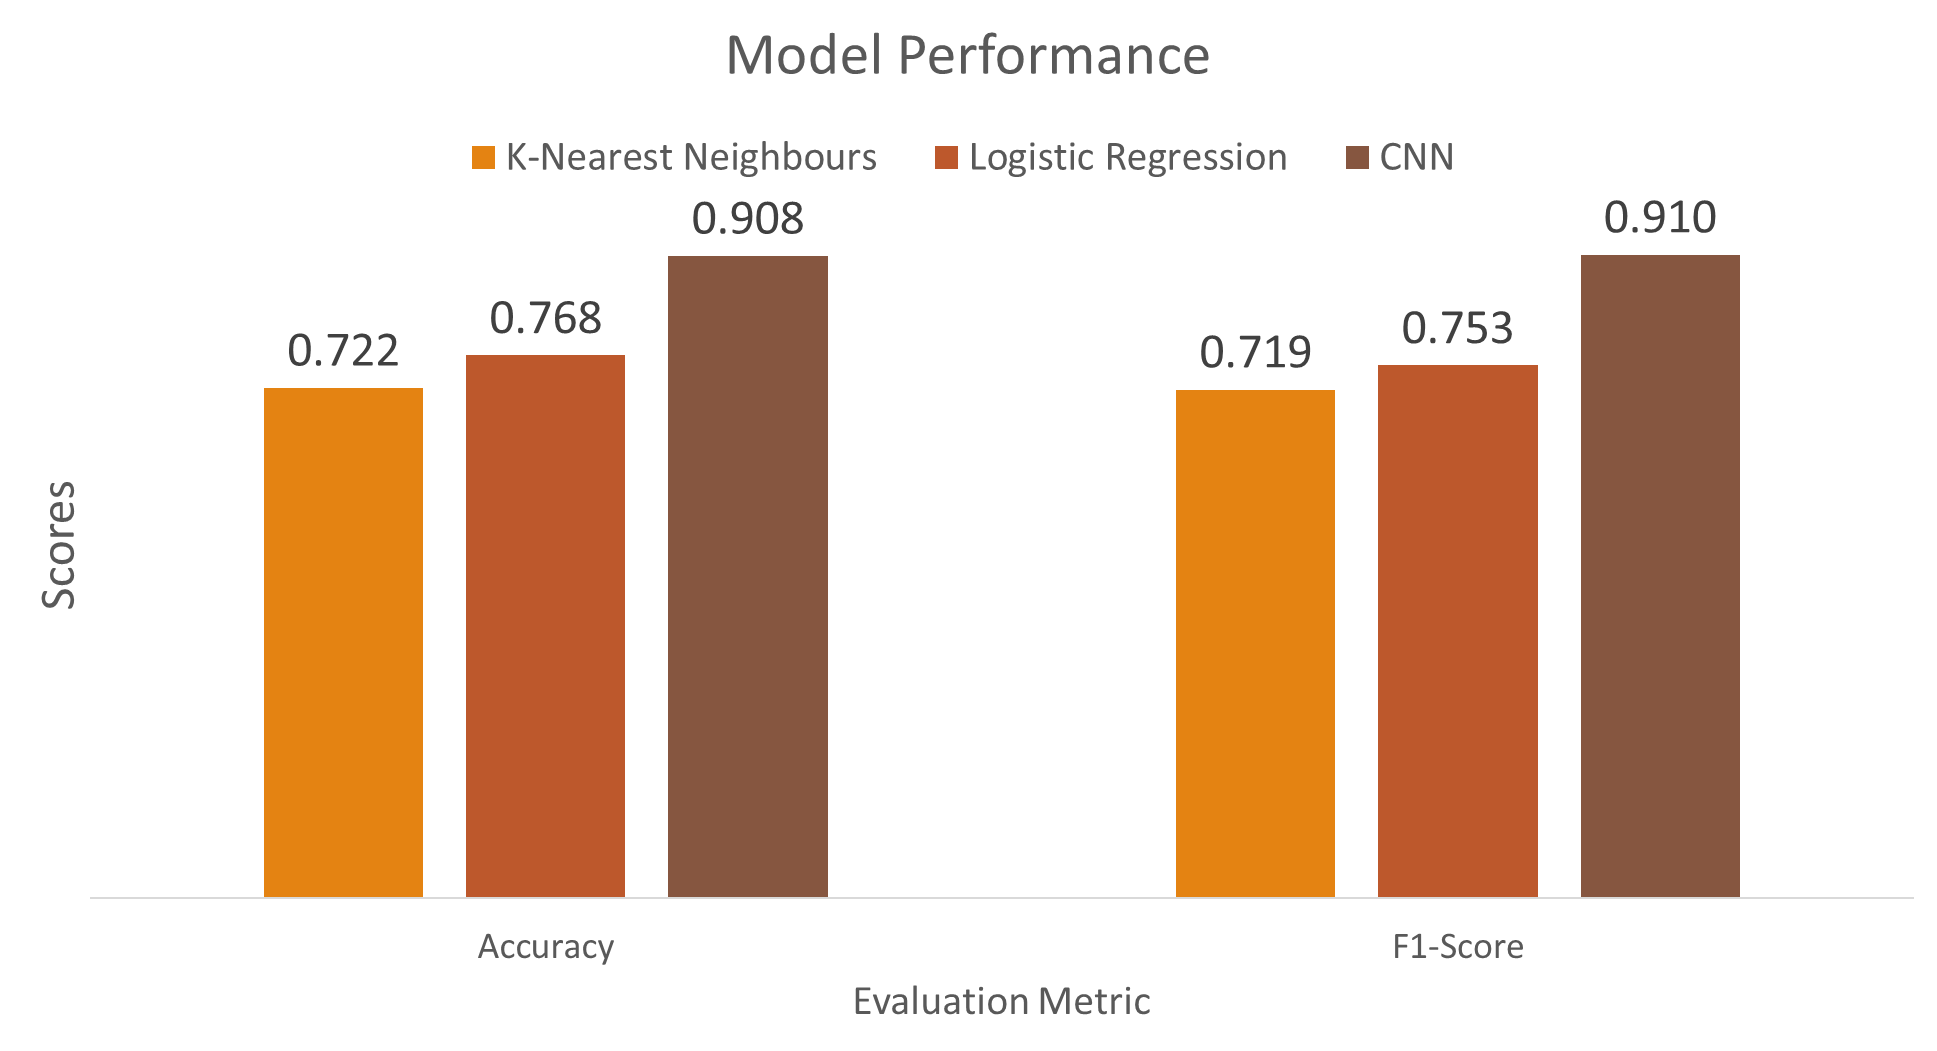 Model Performance
K-Nearest Neighbours Logistic Regression CNN
0.722 0.768 0.908 0.719 0.753 0.910
Scores
Accuracy F1-Score
Evaluation Metric